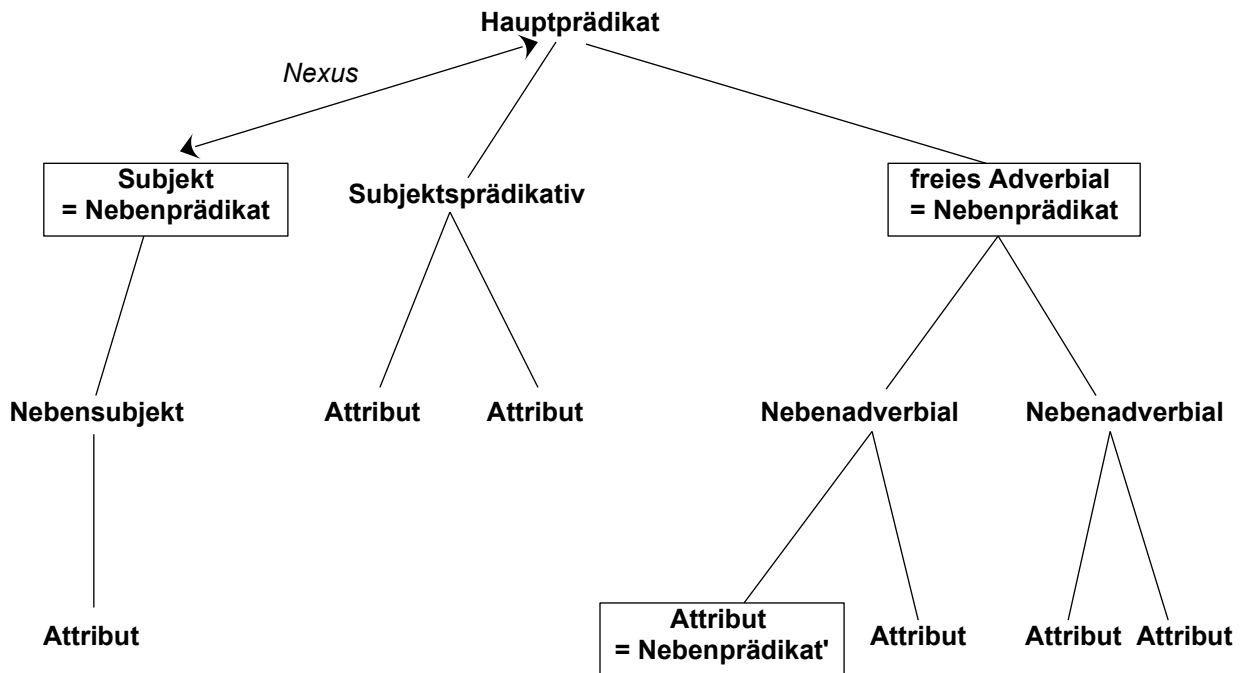 Hauptprädikat
Nexus
Subjekt
= Nebenprädikat
Subjektsprädikativ
freies Adverbial
= Nebenprädikat
Nebensubjekt
Attribut
Attribut
Nebenadverbial
Nebenadverbial
Attribut
Attribut
= Nebenprädikat'
Attribut
Attribut
Attribut